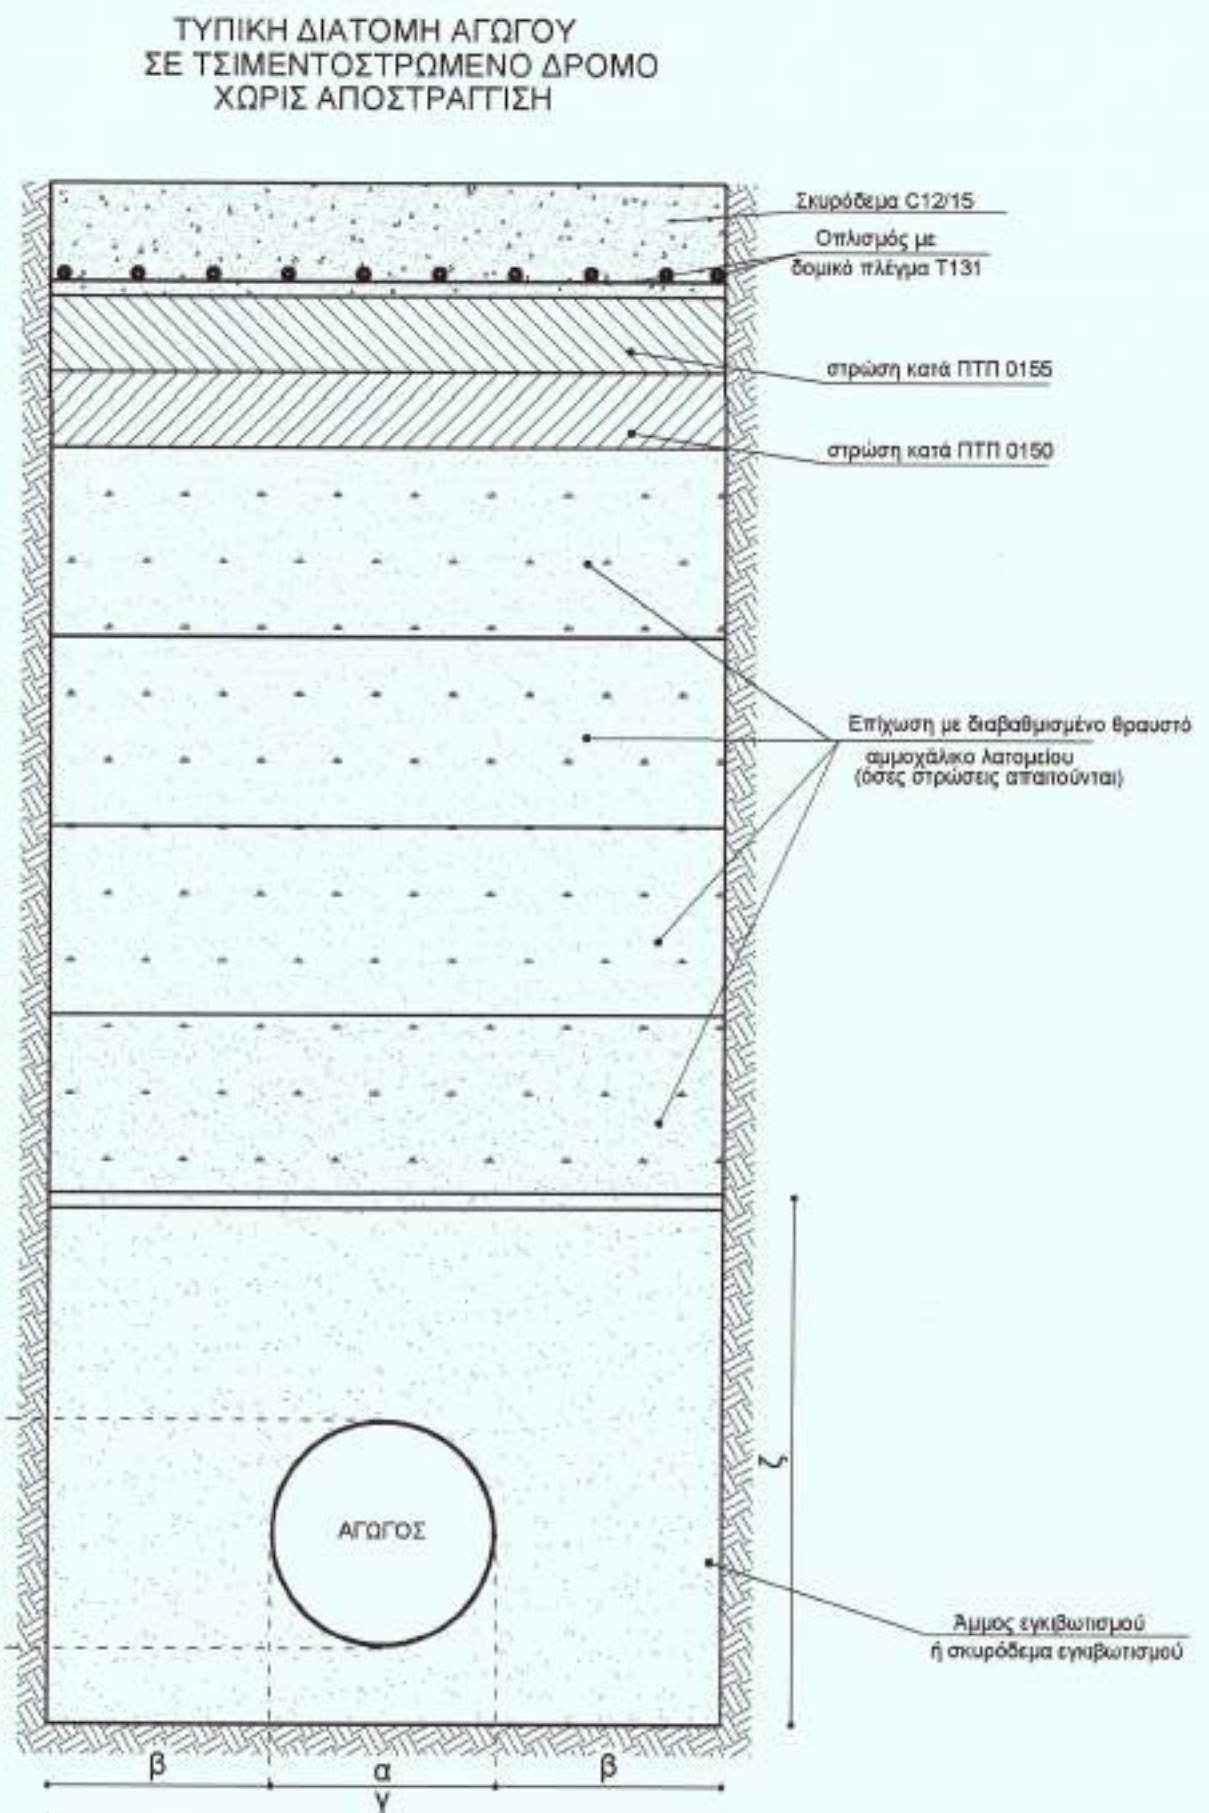 ΤΥΠΙΚΗ ΔΙΑΤΟΜΗ ΑΓΩΓΟΥ
ΣΕ ΤΣΙΜΕΝΤΟΣΤΡΩΜΕΝΟ ΔΡΟΜΟ
ΧΩΡΙΣ ΑΠΟΣΤΡΑΓΓΙΣΗ
Σκυρόδεμα C12/15
Οπλισμός με
δομικό πλέγμα Τ131
στρώση κατά ΠΤΠ 0155
στρώση κατά ΠΤΠ 0150
Επίχωση με διαβαθμισμένο θραυστό
αμμοχάλικο λατομείου
(όσες στρώσεις απαιτούνται)
ζ
ΑΓΩΓΟΣ
Άμμος εγκιβωτισμού
ή σκυρόδεμα εγκιβωτισμού
β α β
γ